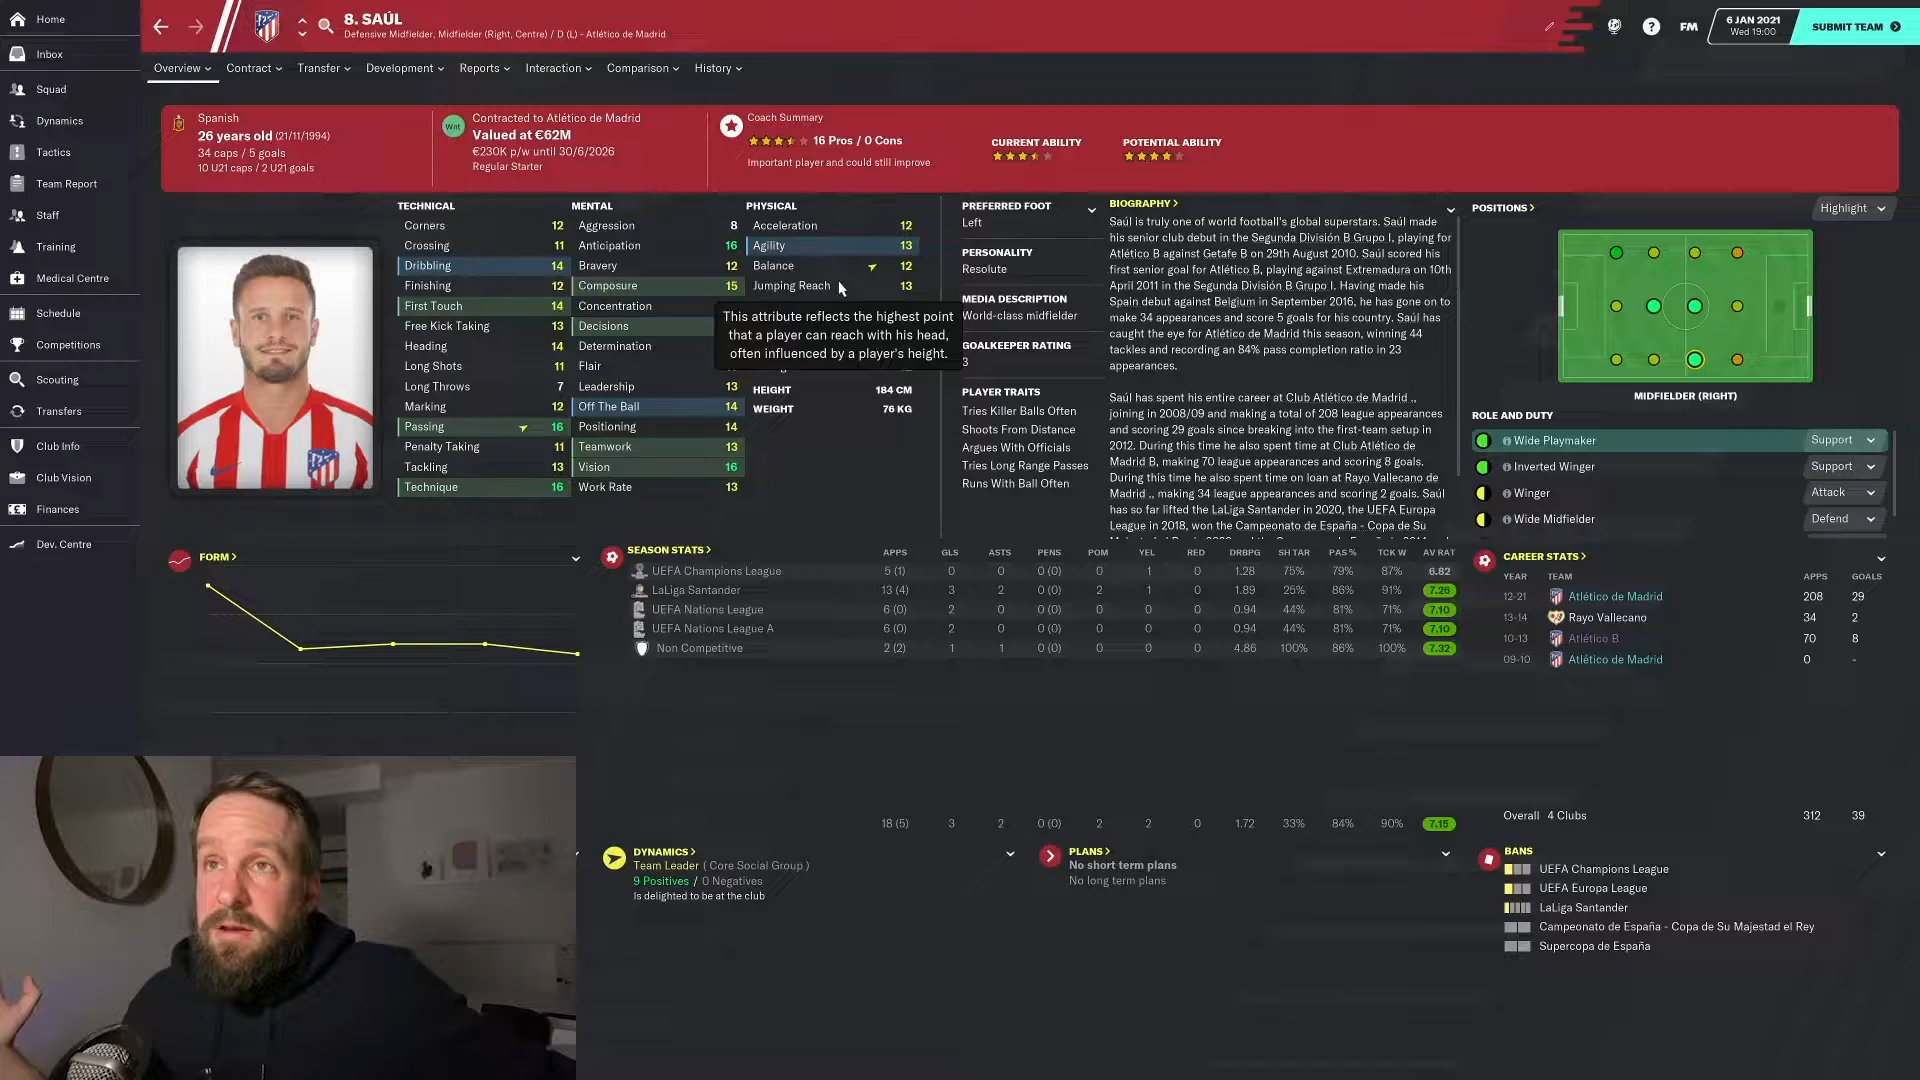 Home
Inbox
Squad
Dynamics
Tactics
Team Report
Staff
Training
Medical Centre
Schedule
Competitions
Scouting
Transfers
Club Info
Club Vision
Finances
Dev. Centre
8. SAÚL
Defensive Midfielder, Midfielder (Right, Centre) / D (L) - Atlético de Madrid
FM
6 JAN 2021
Wed 19:00
SUBMIT TEAM
Overview Contract Transfer Development Reports Interaction Comparison History
Spanish
26 years old (21/11/1994)
34 caps / 5 goals
10 U21 caps / 2 U21 goals
Wnt
Contracted to Atlético de Madrid
Valued at €62M
€230K p/w until 30/6/2026
Regular Starter
Coach Summary
16 Pros / 0 Cons
Important player and could still improve
CURRENT ABILITY
POTENTIAL ABILITY
TECHNICAL
Corners 12
Crossing 11
Dribbling 14
Finishing 12
First Touch 14
Free Kick Taking 13
Heading 14
Long Shots 11
Long Throws 7
Marking 12
Passing 16
Penalty Taking 11
Tackling 13
Technique 16
MENTAL
Aggression 8
Anticipation 16
Bravery 12
Composure 15
Concentration
Decisions
Determination
Flair
Leadership 13
Off The Ball 14
Positioning 14
Teamwork 13
Vision 16
Work Rate 13
PHYSICAL
Acceleration 12
Agility 13
Balance 12
Jumping Reach 13
This attribute reflects the highest point
that a player can reach with his head,
often influenced by a player's height.
HEIGHT 184 CM
WEIGHT 76 KG
PREFERRED FOOT
Left
PERSONALITY
Resolute
MEDIA DESCRIPTION
World-class midfielder
GOALKEEPER RATING
3
PLAYER TRAITS
Tries Killer Balls Often
Shoots From Distance
Argues With Officials
Tries Long Range Passes
Runs With Ball Often
BIOGRAPHY >
Saúl is truly one of world football's global superstars. Saúl made
his senior club debut in the Segunda División B Grupo I, playing for
Atlético B against Getafe B on 29th August 2010. Saúl scored his
first senior goal for Atlético B, playing against Extremadura on 10th
April 2011 in the Segunda División B Grupo I. Having made his
Spain debut against Belgium in September 2016, he has gone on to
make 34 appearances and score 5 goals for his country. Saúl has
caught the eye for Atlético de Madrid this season, winning 44
tackles and recording an 84% pass completion ratio in 23
appearances.
Saúl has spent his entire career at Club Atlético de Madrid .,
joining in 2008/09 and making a total of 208 league appearances
and scoring 29 goals since breaking into the first-team setup in
2012. During this time he also spent time at Club Atlético de
Madrid B, making 70 league appearances and scoring 8 goals.
During this time he also spent time on loan at Rayo Vallecano de
Madrid ., making 34 league appearances and scoring 2 goals. Saúl
has so far lifted the LaLiga Santander in 2020, the UEFA Europa
League in 2018, won the Campeonato de España - Copa de Su
POSITIONS >
Highlight
MIDFIELDER (RIGHT)
ROLE AND DUTY
Wide Playmaker Support
Inverted Winger Support
Winger Attack
Wide Midfielder Defend
FORM >
SEASON STATS > APPS GLS ASTS PENS POM YEL RED DRBPG SH TAR PAS % TCK W AV RAT
UEFA Champions League 5 (1) 0 0 0 (0) 0 1 0 1.28 75% 79% 87% 6.82
LaLiga Santander 13 (4) 3 2 0 (0) 2 1 0 1.89 25% 86% 91% 7.26
UEFA Nations League 6 (0) 2 0 0 (0) 0 0 0 0.94 44% 81% 71% 7.10
UEFA Nations League A 6 (0) 2 0 0 (0) 0 0 0 0.94 44% 81% 71% 7.10
Non Competitive 2 (2) 1 1 0 (0) 0 0 0 4.86 100% 86% 100% 7.32
18 (5) 3 2 0 (0) 2 2 0 1.72 33% 84% 90% 7.15
CAREER STATS >
YEAR TEAM APPS GOALS
12-21 Atlético de Madrid 208 29
13-14 Rayo Vallecano 34 2
10-13 Atlético B 70 8
09-10 Atlético de Madrid 0 -
Overall 4 Clubs 312 39
DYNAMICS >
Team Leader ( Core Social Group )
9 Positives / 0 Negatives
Is delighted to be at the club
PLANS >
No short term plans
No long term plans
BANS
UEFA Champions League
UEFA Europa League
LaLiga Santander
Campeonato de España - Copa de Su Majestad el Rey
Supercopa de España